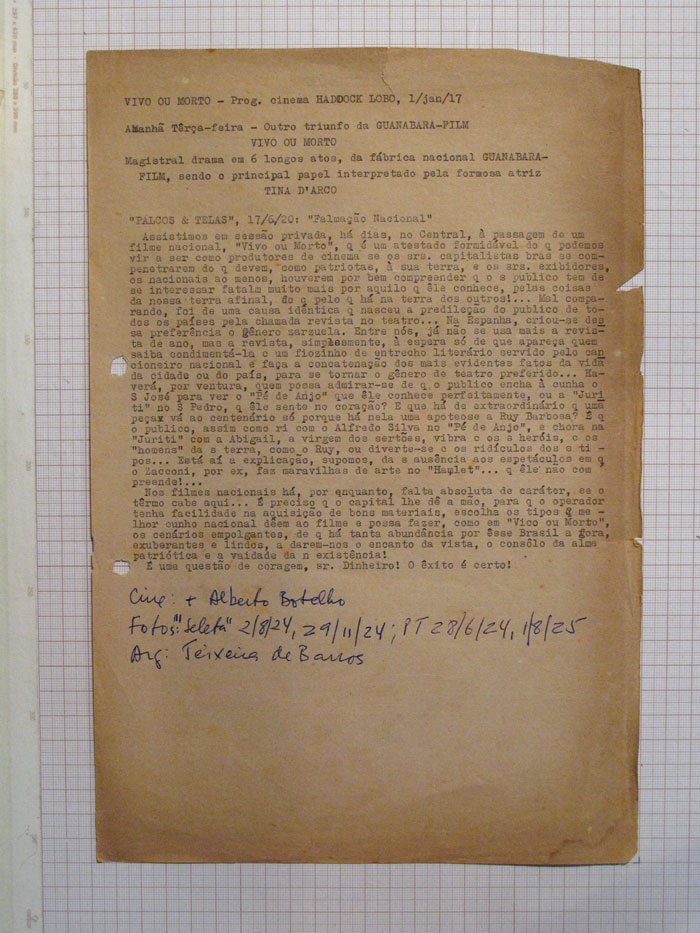 VIVO OU MORTO - Prog. cinema HADDOCK LOBO, 1/jan/17
Amanhã Têrça-feira - Outro triunfo da GUANABARA-FILM
VIVO OU MORTO
Magistral drama em 6 longos atos, da fábrica nacional GUANABARA-
FILM, sendo o principal papel interpretado pela formosa atriz
TINA D'ARCO
"PALCOS & TELAS", 17/6/20: "Falmação Nacional"
Assistimos em sessão privada, há dias, no Central, à passagem de um
filme nacional, "Vivo ou Morto", q é um atestado formidável do q podemos
vir a ser como produtores de cinema se os srs. capitalistas bras se com-
penetrarem do q devem, como patriotas, à sua terra, e os srs. exibidores,
os nacionais ao menos, houverem por bem compreender q o s publico tem de
se interessar fatalm muito mais por aquilo q êle conhece, pelas coisas
da nossa terra afinal, do q pelo q há na terra dos outros!... Mal compa-
rando, foi de uma causa idêntica q nasceu a predileção do publico de to-
dos os países pela chamada revista no teatro... Na Espanha, criou-se des
sa preferência o gênero zarzuela. Entre nós, já não se usa mais a revis-
ta de ano, mas a revista, simplesmente, à espera só de que apareça quem
saiba condimentá-la c um fiozinho de entrecho literário servido pelo can
cioneiro nacional e faça a concatenação dos mais evidentes fatos da vida
da cidade ou do país, para se tornar o gênero de teatro preferido... Ha-
verá, por ventura, quem possa admirar-se de q o publico encha à cunha o
S José para ver o "Pé de Anjo" que êle conhece perfeitamente, ou a "Juri
ti" no S Pedro, q êle sente no coração? E que há de extraordinário q uma
peçax vá ao centenário só porque há nela uma apoteose a Ruy Barbosa? É q
o publico, assim como ri com o Alfredo Silva no "Pé de Anjo", e chora na
"Juriti" com a Abigail, a virgem dos sertões, vibra c os s heróis, c os
"homens" da s terra, como o Ruy, ou diverte-se c os ridículos dos s ti -
pos... Está aí a explicação, supomos, da s ausência aos espetáculos em q
o Zacconi, por ex, faz maravilhas de arte no "Hamlet"... q êle não com
preende!...
Nos filmes nacionais há, por enquanto, falta absoluta de caráter, se o
têrmo cabe aqui... É preciso q o capital lhe dê a mão, para q o operador
tenha facilidade na aquisição de bons materiais, escolha os tipos q me-
lhor cunho nacional dêem ao filme e possa fazer, como em "Vico ou Morto",
os cenários empolgantes, de q há tanta abundância por êsse Brasil a fora,
exuberantes e lindos, a darem-nos o encanto da vista, o consôlo da alma
patriótica e a vaidade da n existência!
É uma questão de coragem, sr. Dinheiro! O êxito é certo!
Cine: + Alberto Botelho
Fotos: "Seleta" 2/8/24, 29/11/24; PT 28/6/24, 1/8/25
Arg: Teixeira de Barros